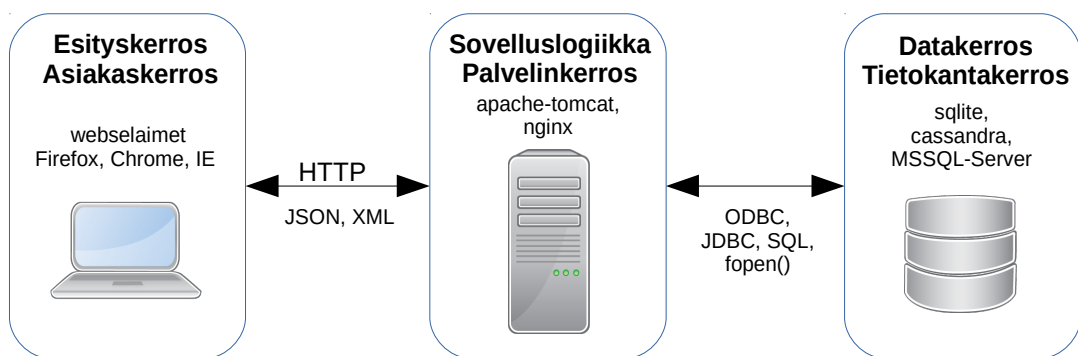 Esityskerros
Asiakaskerros
webselaimet
Firefox, Chrome, IE
HTTP
JSON, XML
Sovelluslogiikka
Palvelinkerros
apache-tomcat,
nginx
ODBC,
JDBC, SQL,
fopen()
Datakerros
Tietokantakerros
sqlite,
cassandra,
MSSQL-Server